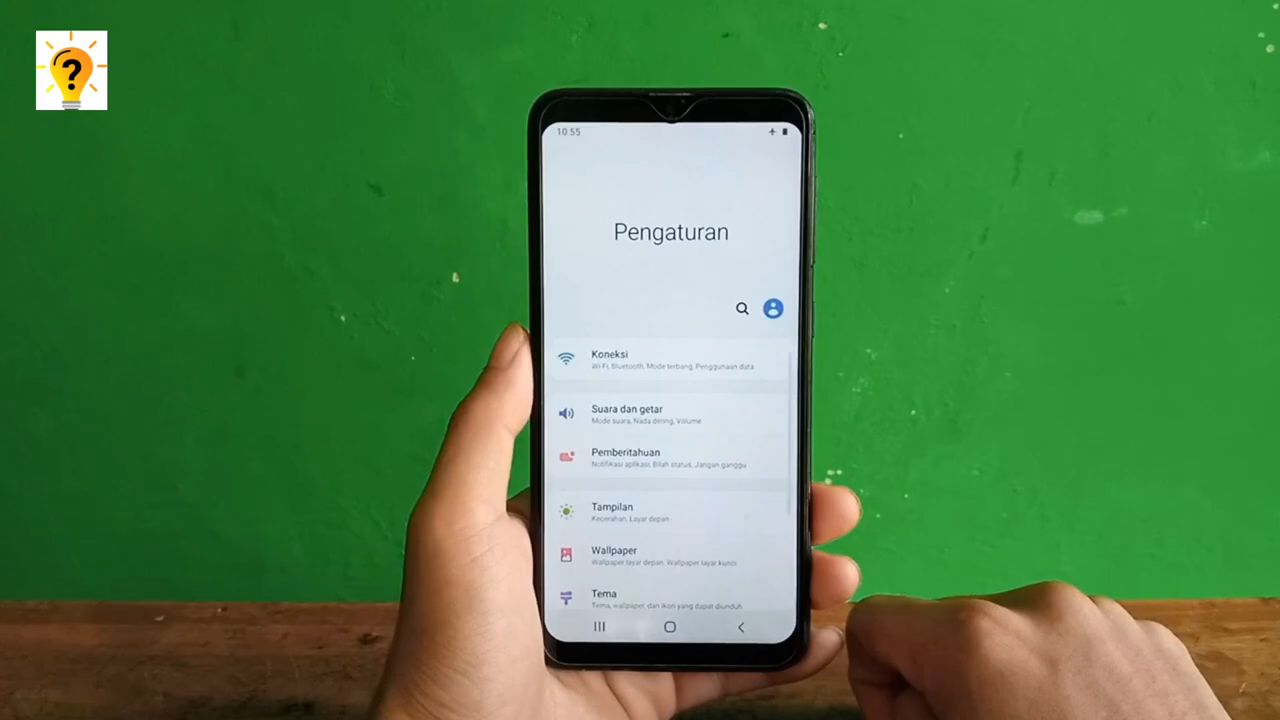 ?
10:55
Pengaturan
Koneksi
Wi-Fi, Bluetooth, Mode terbang, Penggunaan data
Suara dan getar
Mode suara, Nada dering, Volume
Pemberitahuan
Notifikasi aplikasi, Bilah status, Jangan ganggu
Tampilan
Kecerahan, Layar depan
Wallpaper
Wallpaper layar depan, Wallpaper layar kunci
Tema
Tema, wallpaper, dan ikon yang dapat diunduh